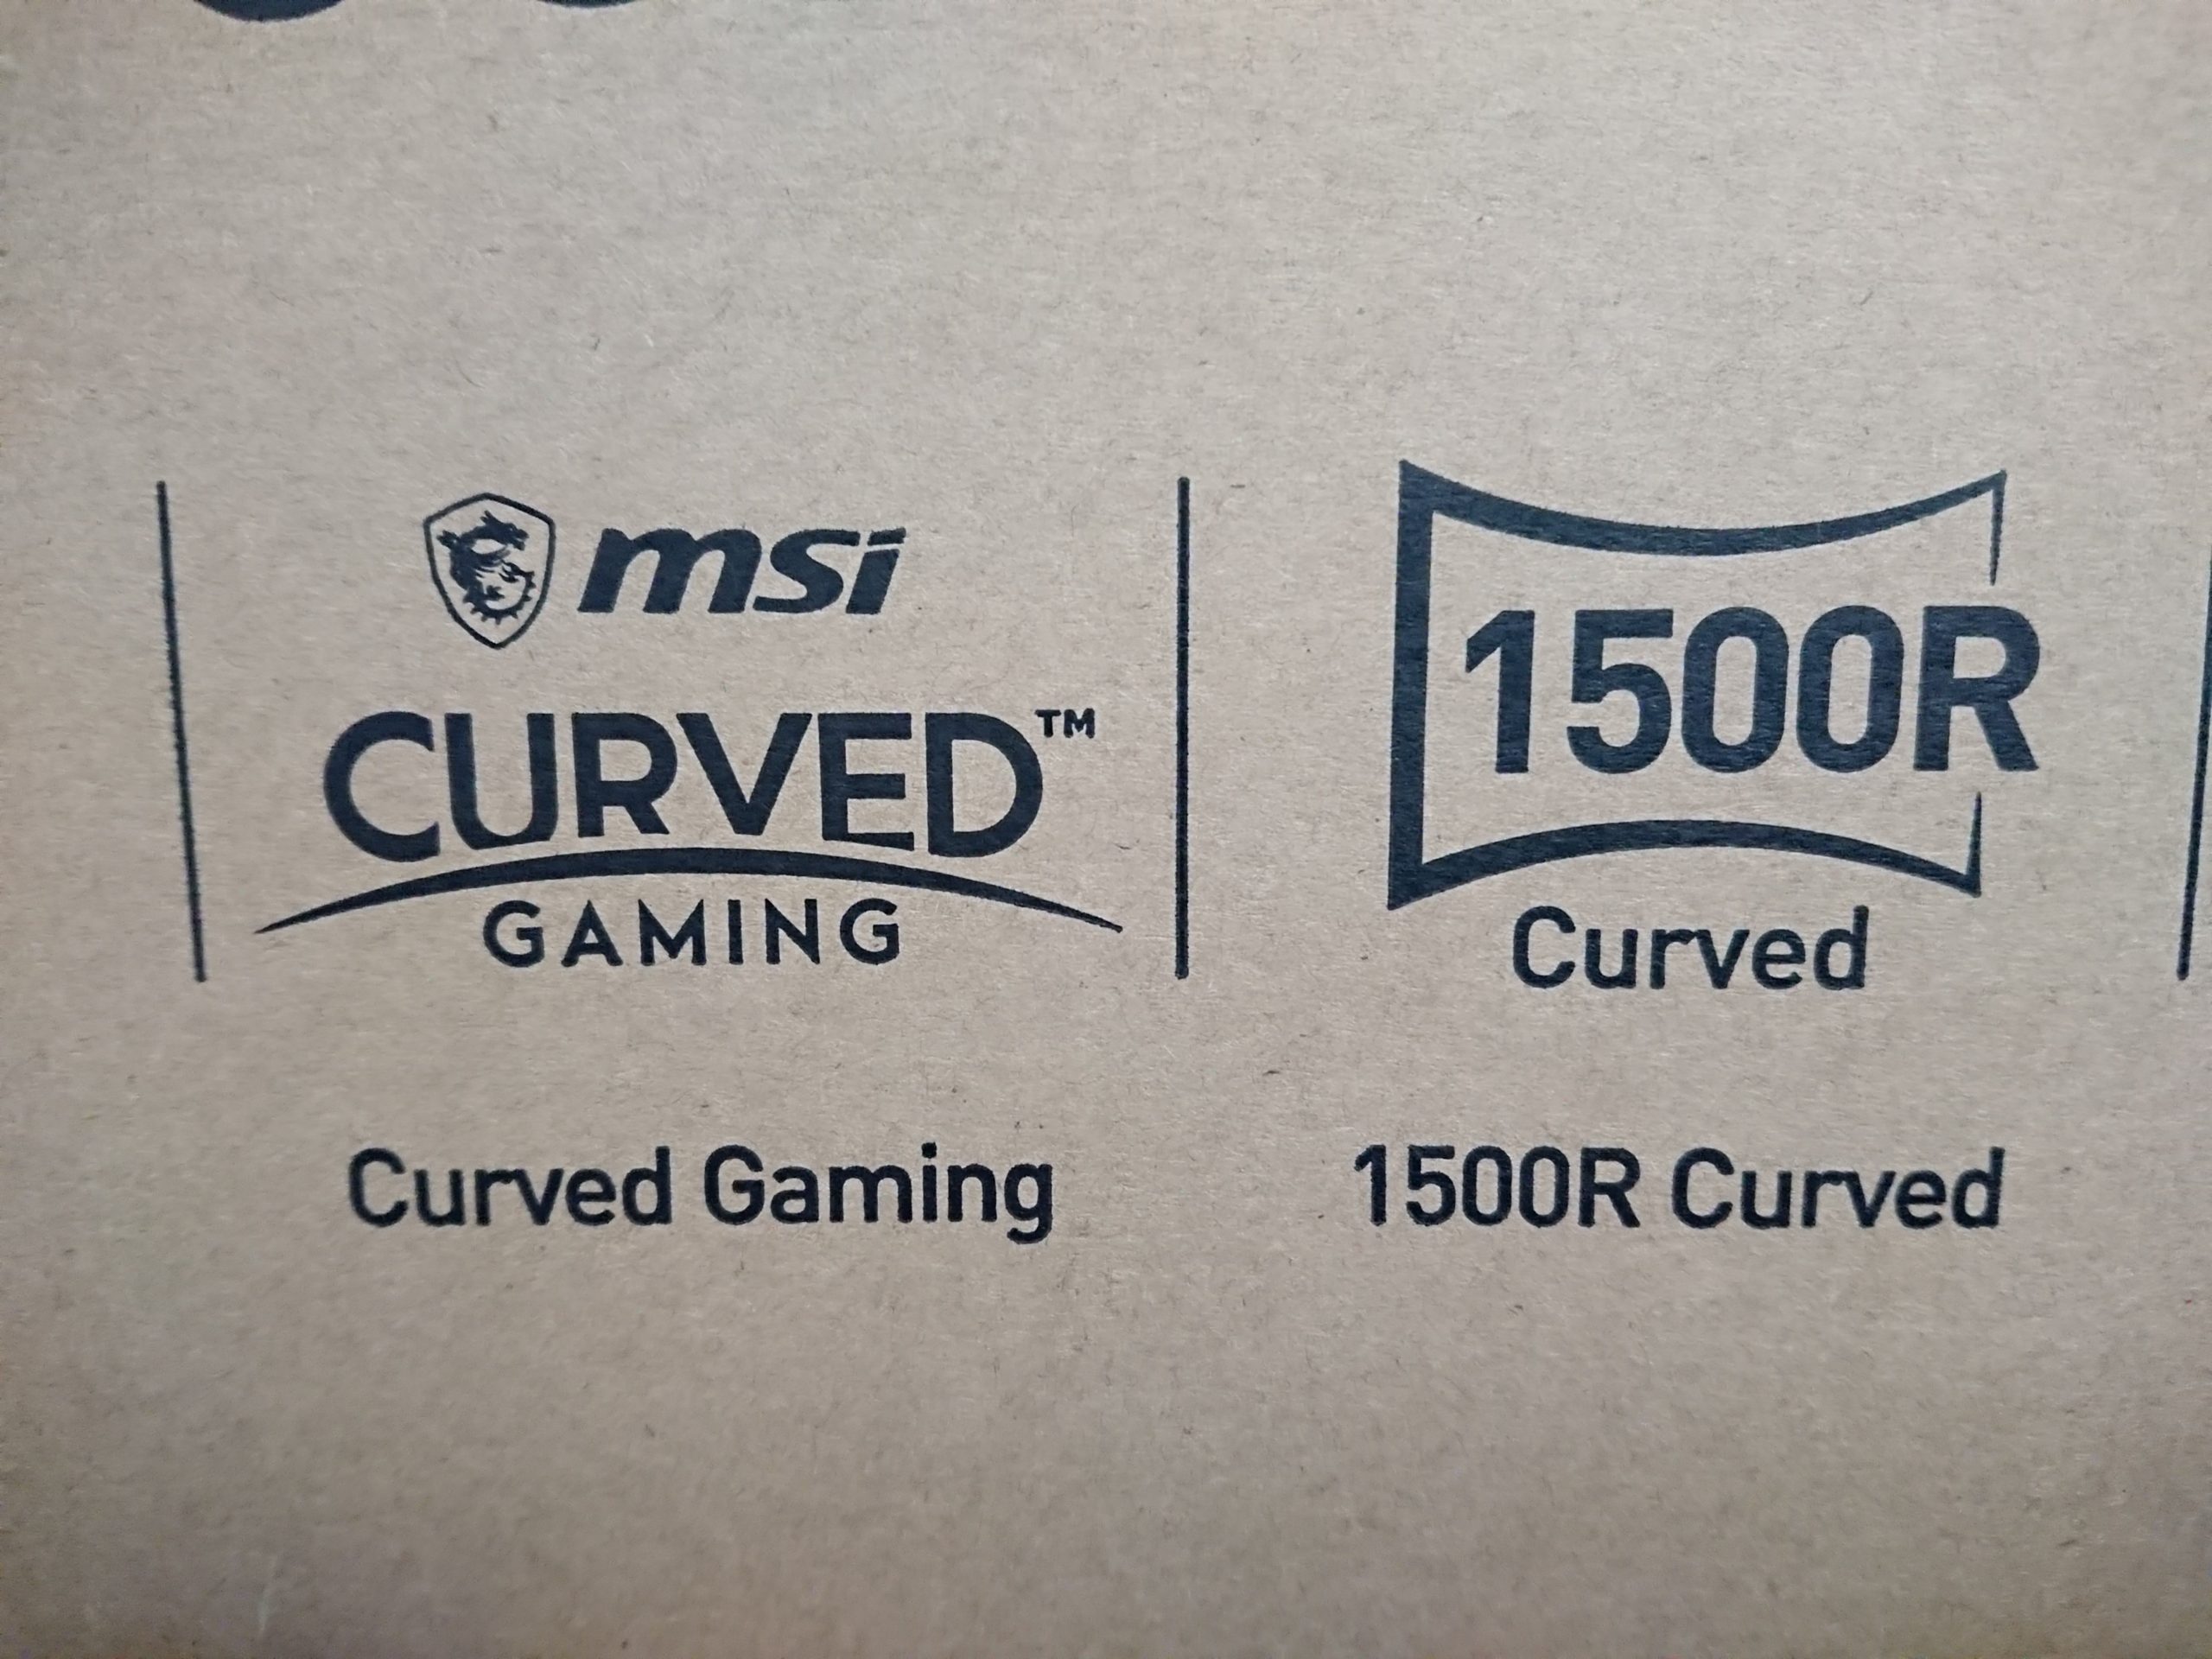 msi
CURVED™
GAMING
Curved Gaming
1500R
Curved
1500R Curved